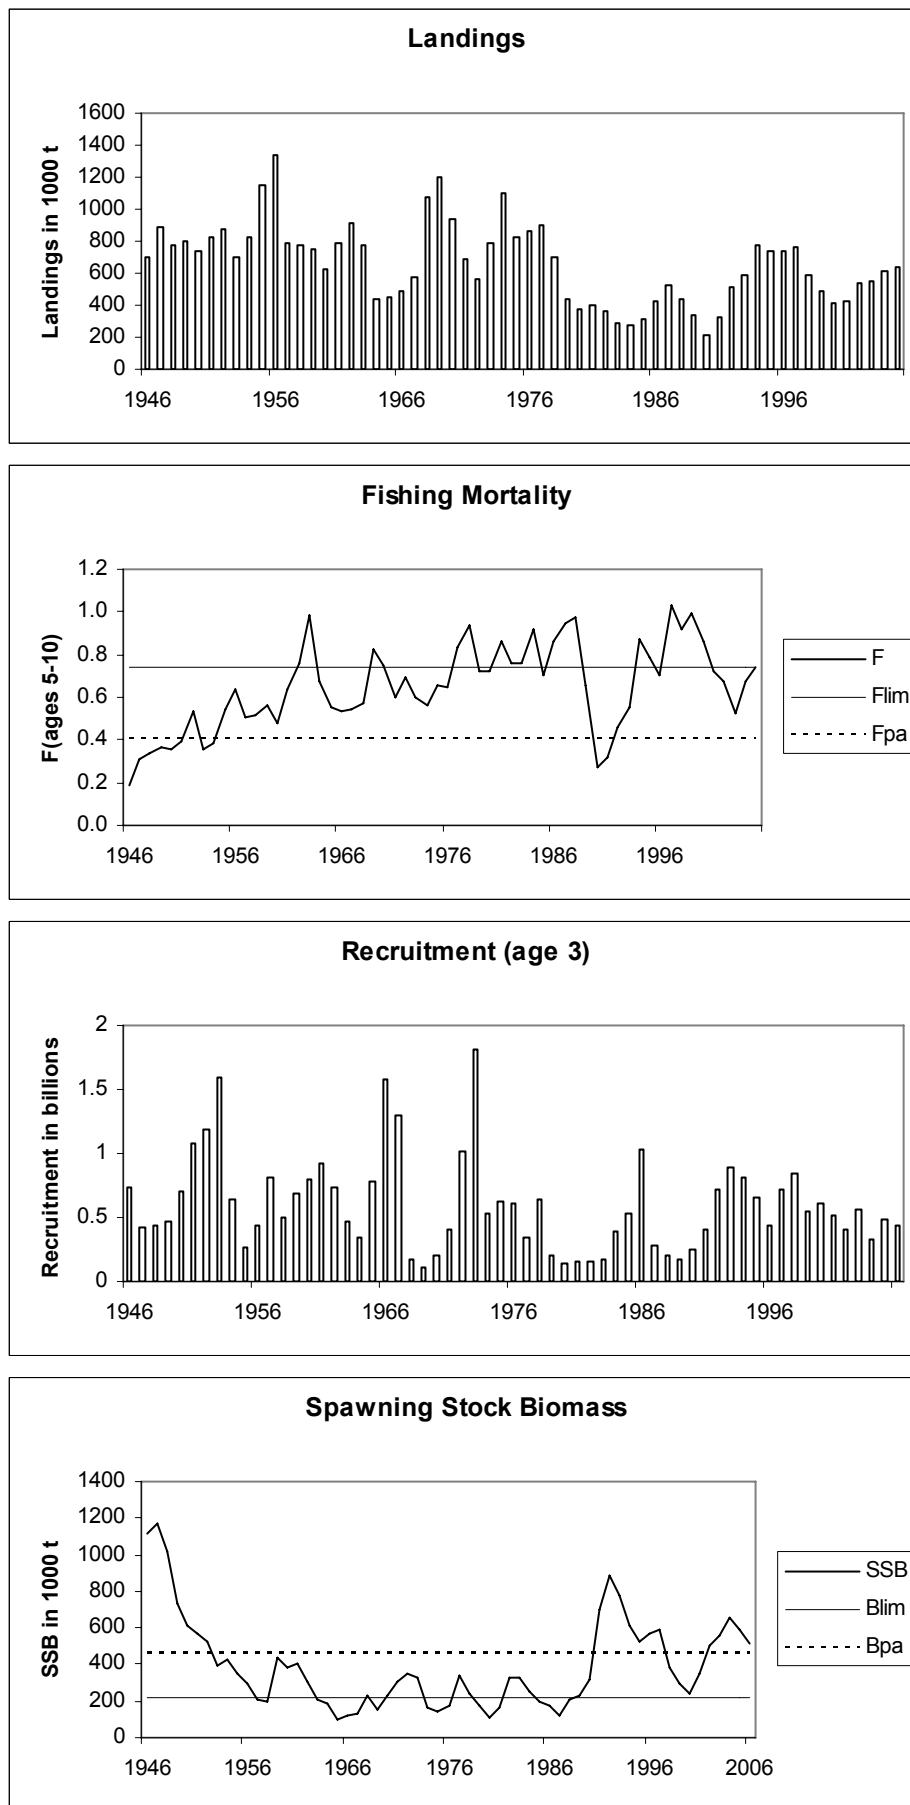 Landings
1600
1400
1200
1000
800
600
400
200
0
Landings in 1000 t
1946 1956 1966 1976 1986 1996
Fishing Mortality
1.2
1.0
0.8
0.6
0.4
0.2
0.0
F(ages 5-10)
1946 1956 1966 1976 1986 1996
F
Flim
Fpa
Recruitment (age 3)
2
1.5
1
0.5
0
Recruitment in billions
1946 1956 1966 1976 1986 1996
Spawning Stock Biomass
1400
1200
1000
800
600
400
200
0
SSB in 1000 t
1946 1956 1966 1976 1986 1996 2006
SSB
Blim
Bpa